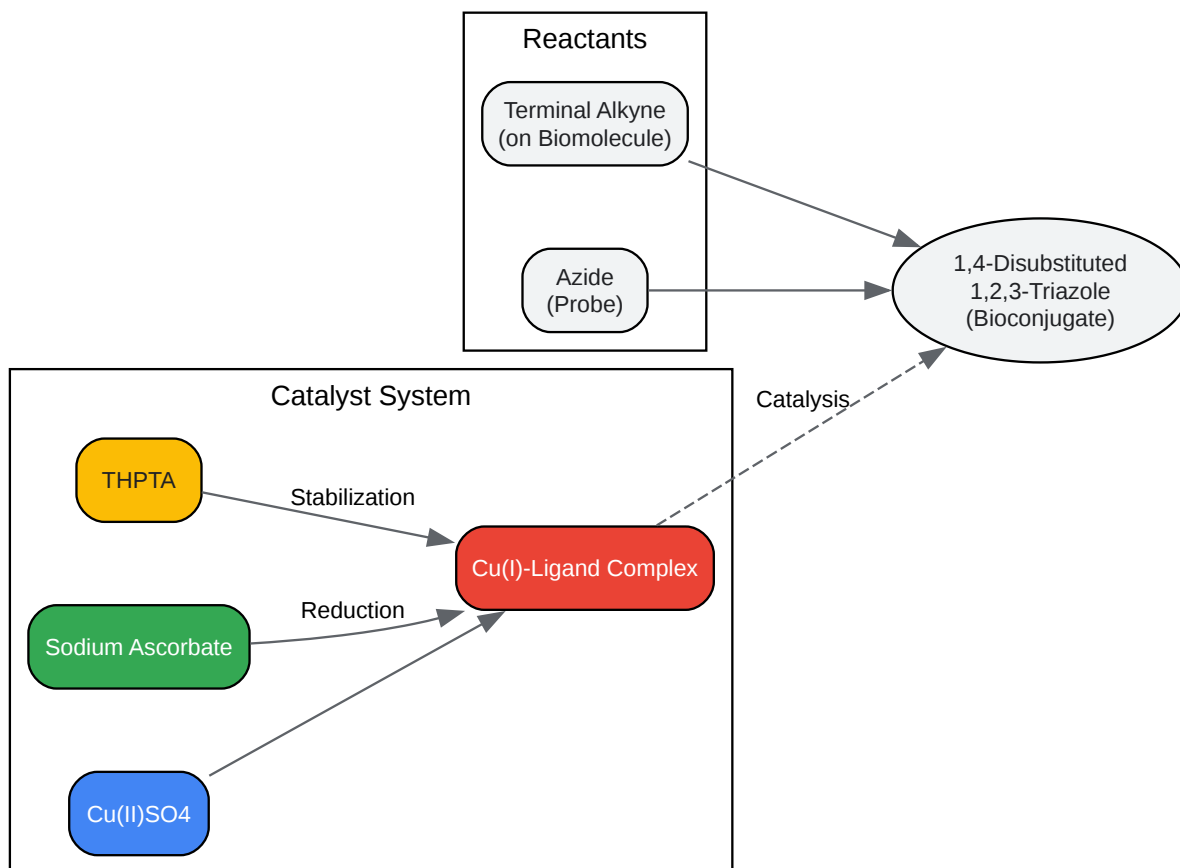 Reactants
Terminal Alkyne
(on Biomolecule)
Azide
(Probe)
1,4-Disubstituted
1,2,3-Triazole
(Bioconjugate)
Catalysis
Catalyst System
THPTA
Stabilization
Cu(I)-Ligand Complex
Reduction
Sodium Ascorbate
Cu(II)SO4